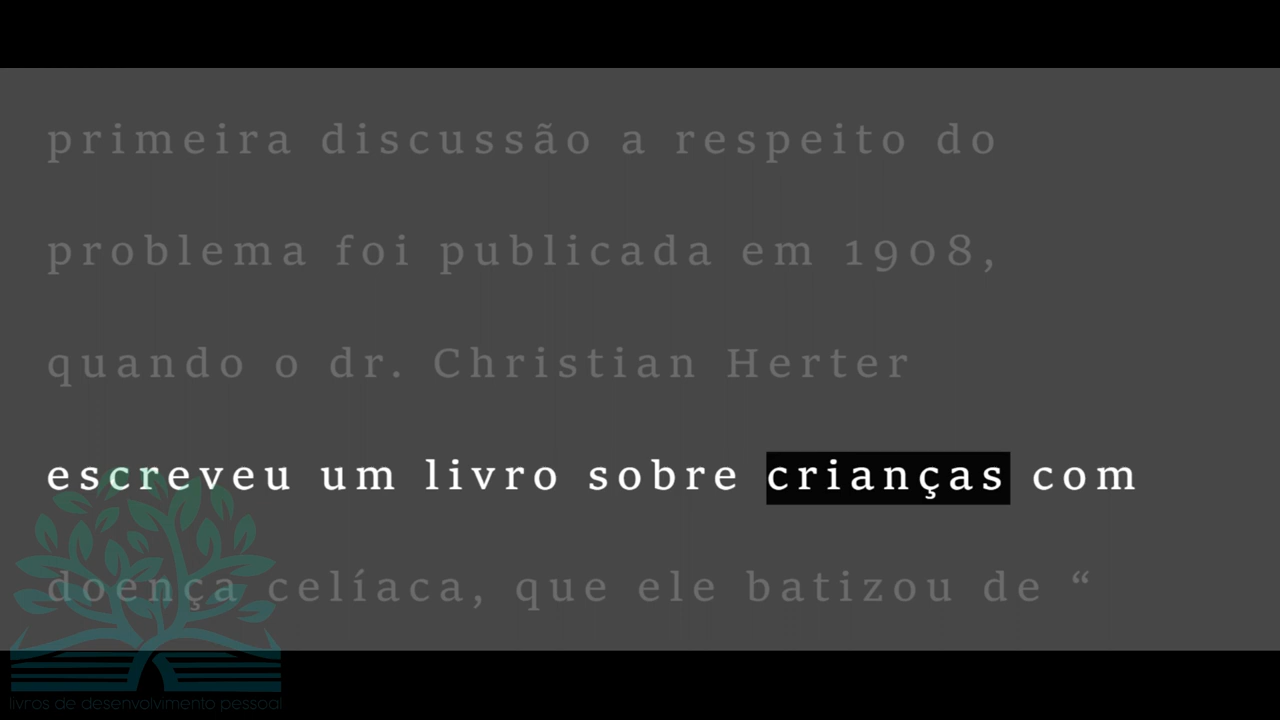 primeira discussão a respeito do
problema foi publicada em 1908,
quando o dr. Christian Herter
escreveu um livro sobre crianças com
doença celíaca, que ele batizou de “
livros de desenvolvimento pessoal